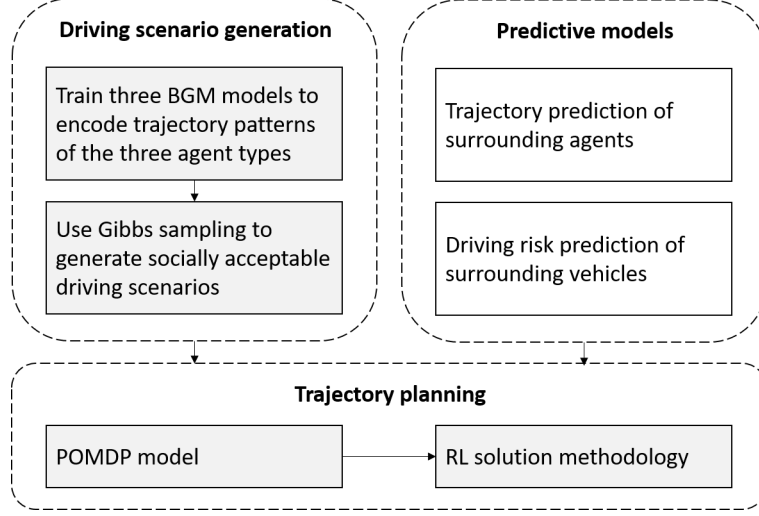 Driving scenario generation
Train three BGM models to
encode trajectory patterns
of the three agent types
Use Gibbs sampling to
generate socially acceptable
driving scenarios
Predictive models
Trajectory prediction of
surrounding agents
Driving risk prediction of
surrounding vehicles
Trajectory planning
POMDP model
RL solution methodology